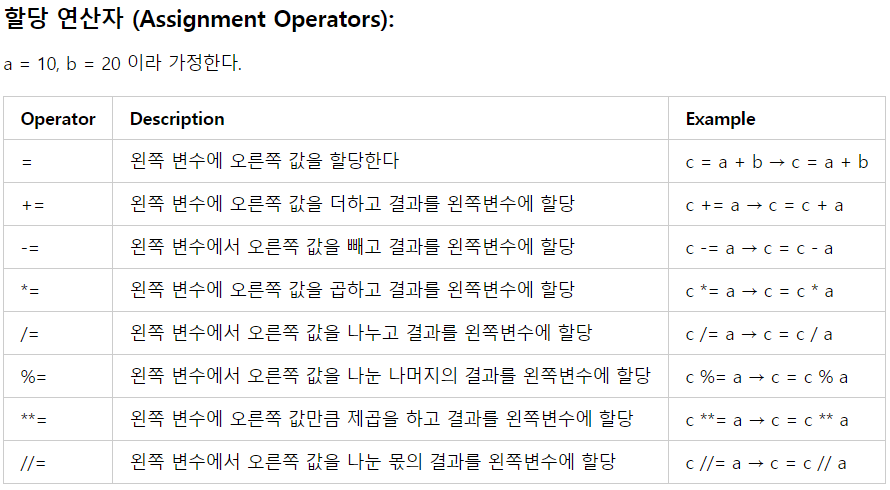 할당 연산자 (Assignment Operators):
a = 10, b = 20 이라 가정한다.
Operator Description Example
= 왼쪽 변수에 오른쪽 값을 할당한다 c = a + b → c = a + b
+= 왼쪽 변수에 오른쪽 값을 더하고 결과를 왼쪽변수에 할당 c += a → c = c + a
-= 왼쪽 변수에서 오른쪽 값을 빼고 결과를 왼쪽변수에 할당 c -= a → c = c - a
*= 왼쪽 변수에 오른쪽 값을 곱하고 결과를 왼쪽변수에 할당 c *= a → c = c * a
/= 왼쪽 변수에서 오른쪽 값을 나누고 결과를 왼쪽변수에 할당 c /= a → c = c / a
%= 왼쪽 변수에서 오른쪽 값을 나눈 나머지의 결과를 왼쪽변수에 할당 c %= a → c = c % a
**= 왼쪽 변수에 오른쪽 값만큼 제곱을 하고 결과를 왼쪽변수에 할당 c **= a → c = c ** a
//= 왼쪽 변수에서 오른쪽 값을 나눈 몫의 결과를 왼쪽변수에 할당 c //= a → c = c // a